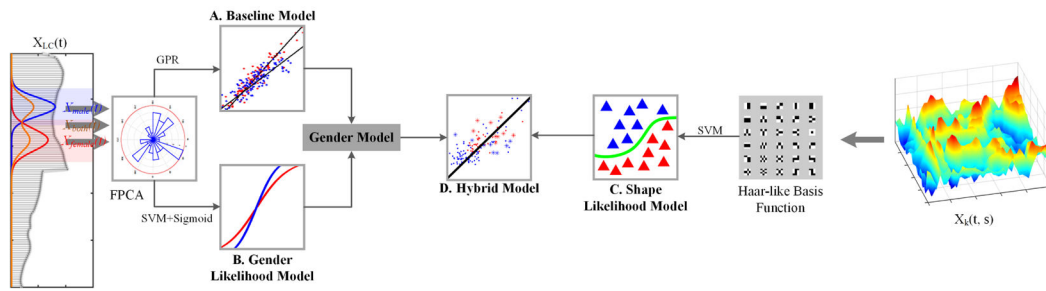 A. Baseline Model
X_LC(t)
GPR
X_male(t)
X_both(t)
X_female(t)
FPCA
SVM+Sigmoid
B. Gender
Likelihood Model
Gender Model
D. Hybrid Model
C. Shape
Likelihood Model
SVM
Haar-like Basis
Function
X_k(t, s)